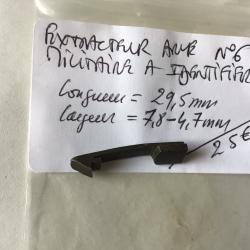 EXTRACTEUR ARME N°6
MILITAIRE A IDENTIFIER
Longueur = 29,5mm
Largeur = 7,8-4,7mm
25€